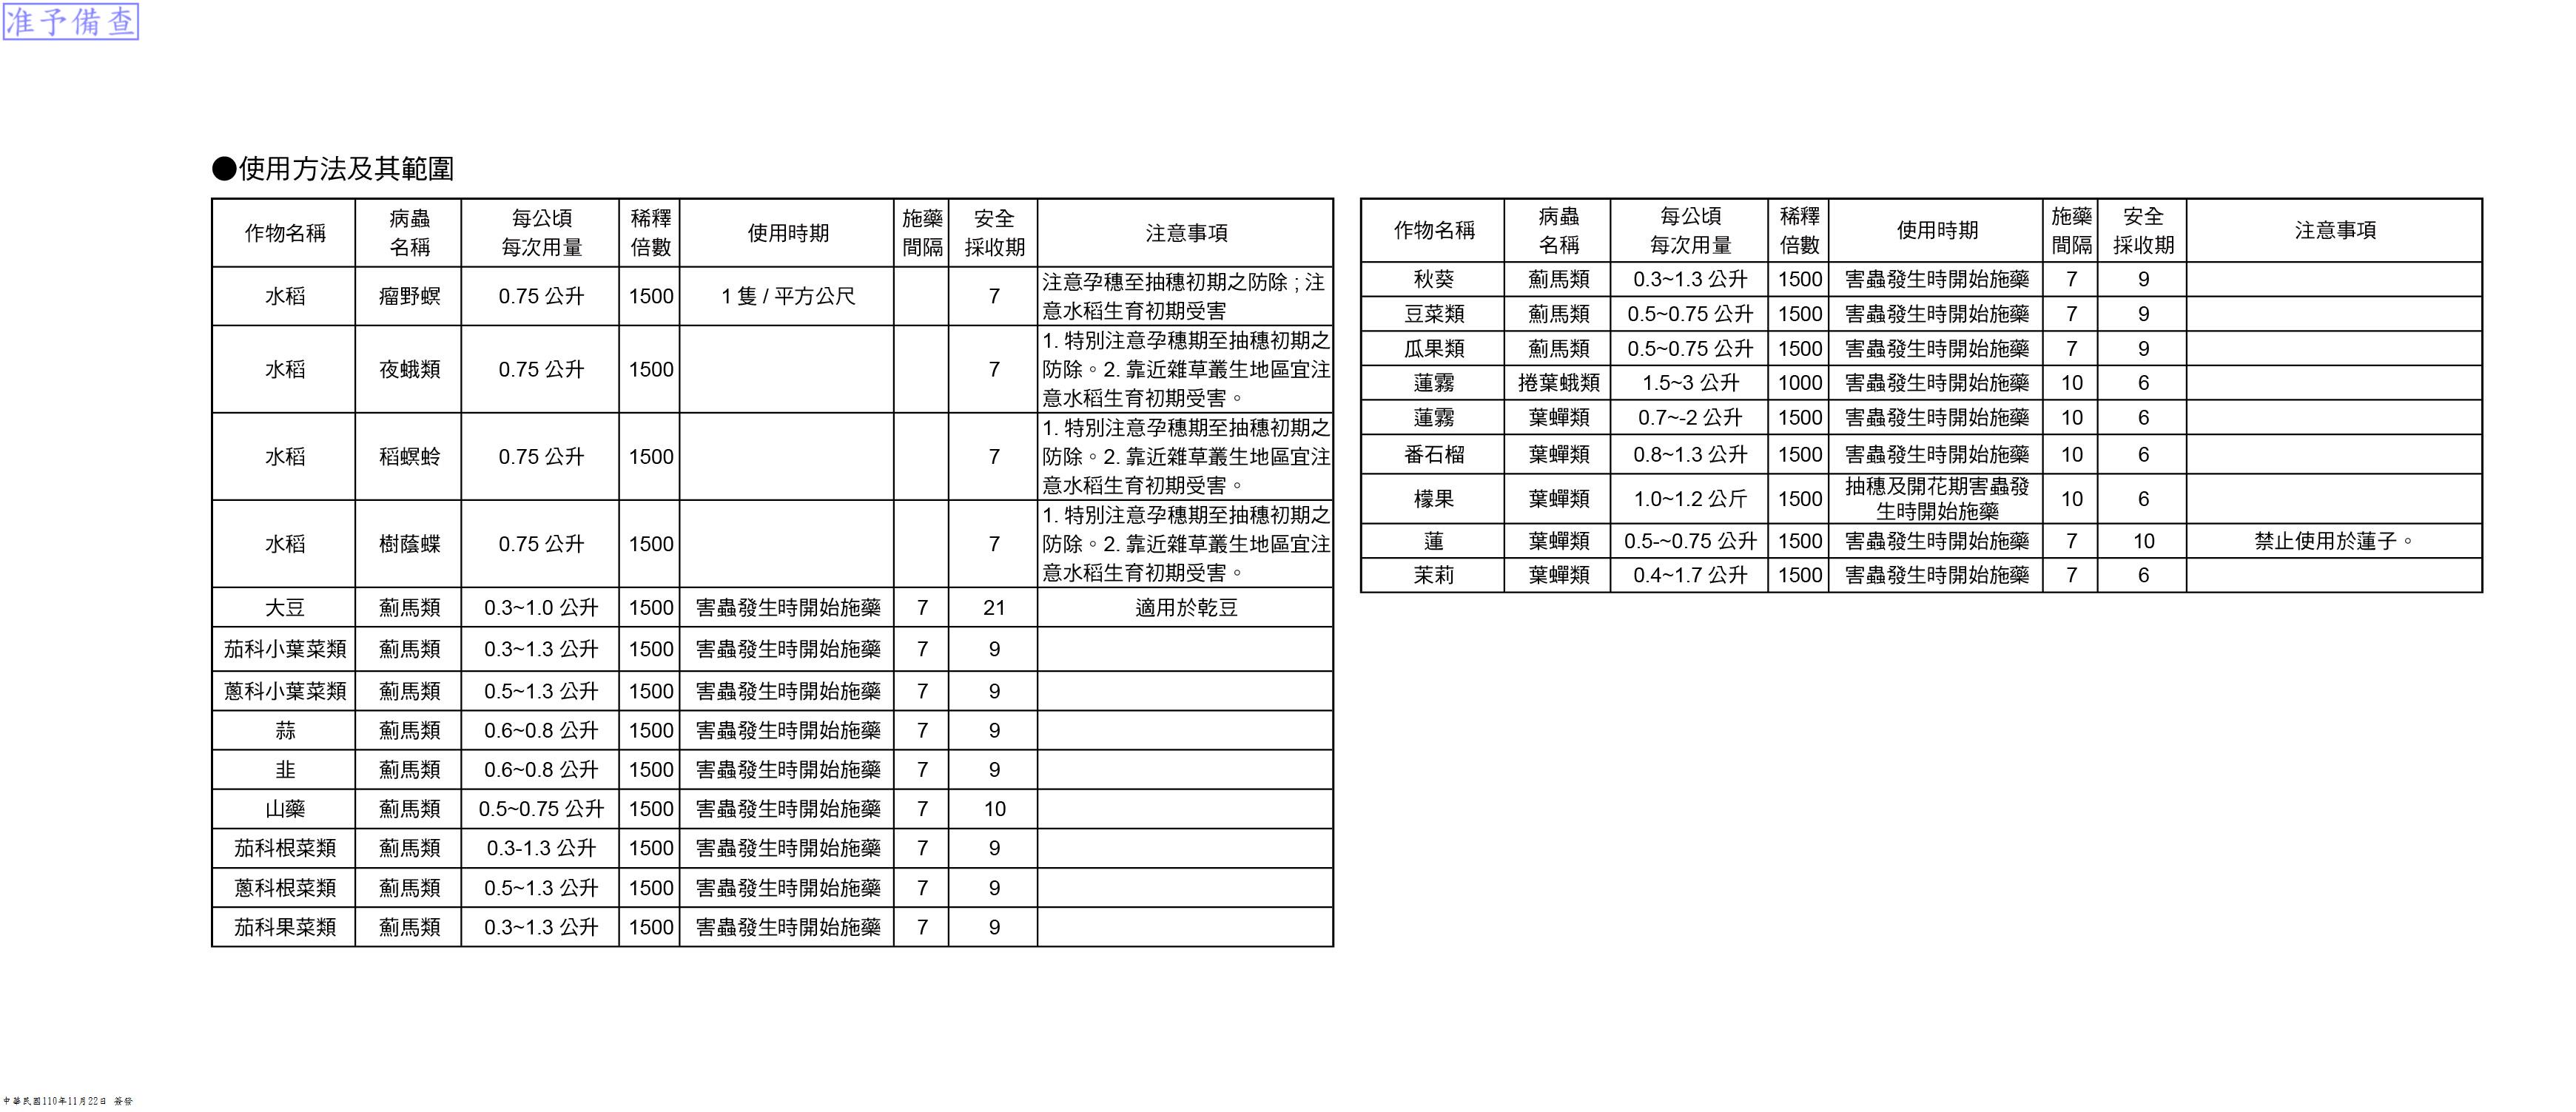 准予備查
●使用方法及其範圍
作物名稱 病蟲名稱 每公頃每次用量 稀釋倍數 使用時期 施藥間隔 安全採收期 注意事項
水稻 瘤野螟 0.75 公升 1500 1 隻 / 平方公尺 7 注意孕穗至抽穗初期之防除 ; 注
意水稻生育初期受害
水稻 夜蛾類 0.75 公升 1500 7 1. 特別注意孕穗期至抽穗初期之
防除。2. 靠近雜草叢生地區宜注
意水稻生育初期受害。
水稻 稻螟蛉 0.75 公升 1500 7 1. 特別注意孕穗期至抽穗初期之
防除。2. 靠近雜草叢生地區宜注
意水稻生育初期受害。
水稻 樹蔭蝶 0.75 公升 1500 7 1. 特別注意孕穗期至抽穗初期之
防除。2. 靠近雜草叢生地區宜注
意水稻生育初期受害。
大豆 薊馬類 0.3~1.0 公升 1500 害蟲發生時開始施藥 7 21 適用於乾豆
茄科小葉菜類 薊馬類 0.3~1.3 公升 1500 害蟲發生時開始施藥 7 9
蔥科小葉菜類 薊馬類 0.5~1.3 公升 1500 害蟲發生時開始施藥 7 9
蒜 薊馬類 0.6~0.8 公升 1500 害蟲發生時開始施藥 7 9
韭 薊馬類 0.6~0.8 公升 1500 害蟲發生時開始施藥 7 9
山藥 薊馬類 0.5~0.75 公升 1500 害蟲發生時開始施藥 7 10
茄科根菜類 薊馬類 0.3-1.3 公升 1500 害蟲發生時開始施藥 7 9
蔥科根菜類 薊馬類 0.5~1.3 公升 1500 害蟲發生時開始施藥 7 9
茄科果菜類 薊馬類 0.3~1.3 公升 1500 害蟲發生時開始施藥 7 9
作物名稱 病蟲名稱 每公頃每次用量 稀釋倍數 使用時期 施藥間隔 安全採收期 注意事項
秋葵 薊馬類 0.3~1.3 公升 1500 害蟲發生時開始施藥 7 9
豆菜類 薊馬類 0.5~0.75 公升 1500 害蟲發生時開始施藥 7 9
瓜果類 薊馬類 0.5~0.75 公升 1500 害蟲發生時開始施藥 7 9
蓮霧 捲葉蛾類 1.5~3 公升 1000 害蟲發生時開始施藥 10 6
蓮霧 葉蟬類 0.7~-2 公升 1500 害蟲發生時開始施藥 10 6
番石榴 葉蟬類 0.8~1.3 公升 1500 害蟲發生時開始施藥 10 6
檬果 葉蟬類 1.0~1.2 公斤 1500 抽穗及開花期害蟲發
生時開始施藥 10 6
蓮 葉蟬類 0.5-~0.75 公升 1500 害蟲發生時開始施藥 7 10 禁止使用於蓮子。
茉莉 葉蟬類 0.4~1.7 公升 1500 害蟲發生時開始施藥 7 6
中華民國110年11月22日 簽發